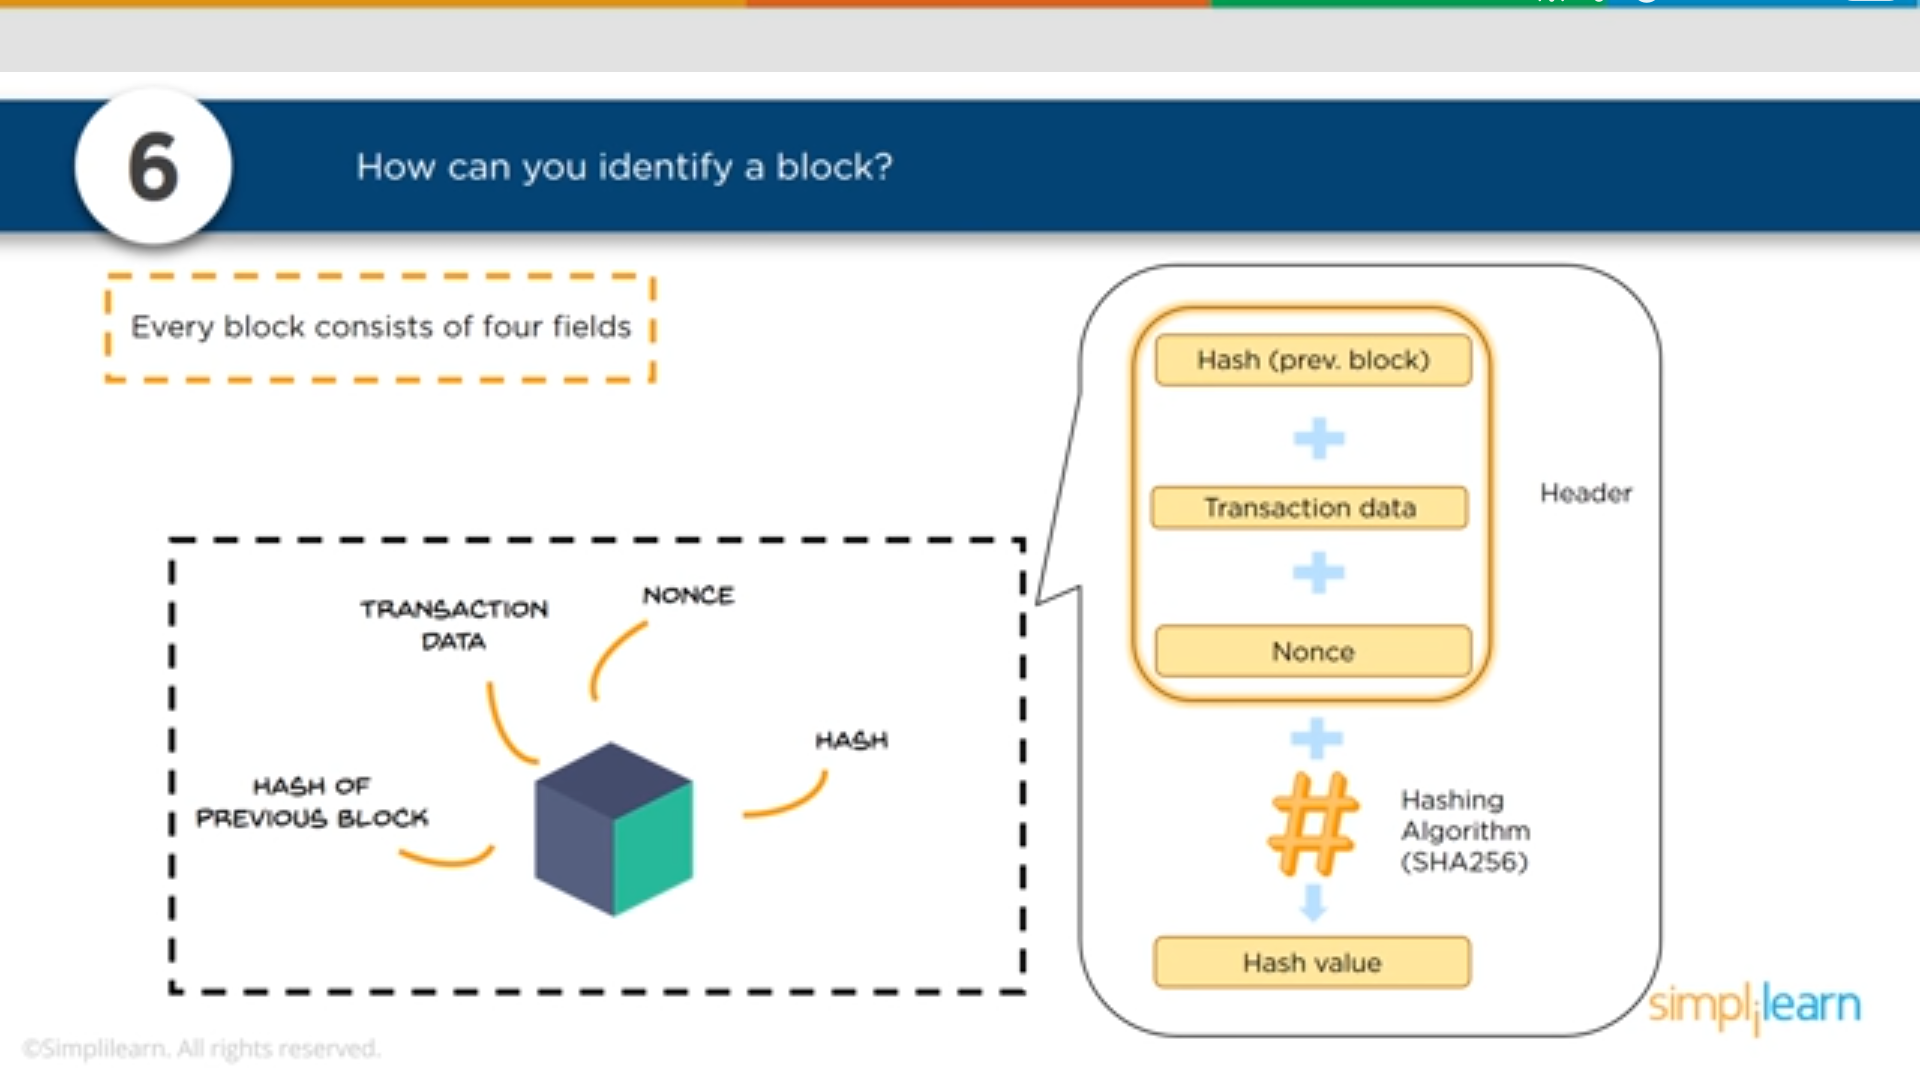 6
How can you identify a block?
Every block consists of four fields
TRANSACTION
DATA
NONCE
HASH
HASH OF
PREVIOUS BLOCK
Hash (prev. block)
Transaction data
Nonce
Header
#
Hashing
Algorithm
(SHA256)
Hash value
simplilearn
©Simplilearn. All rights reserved.